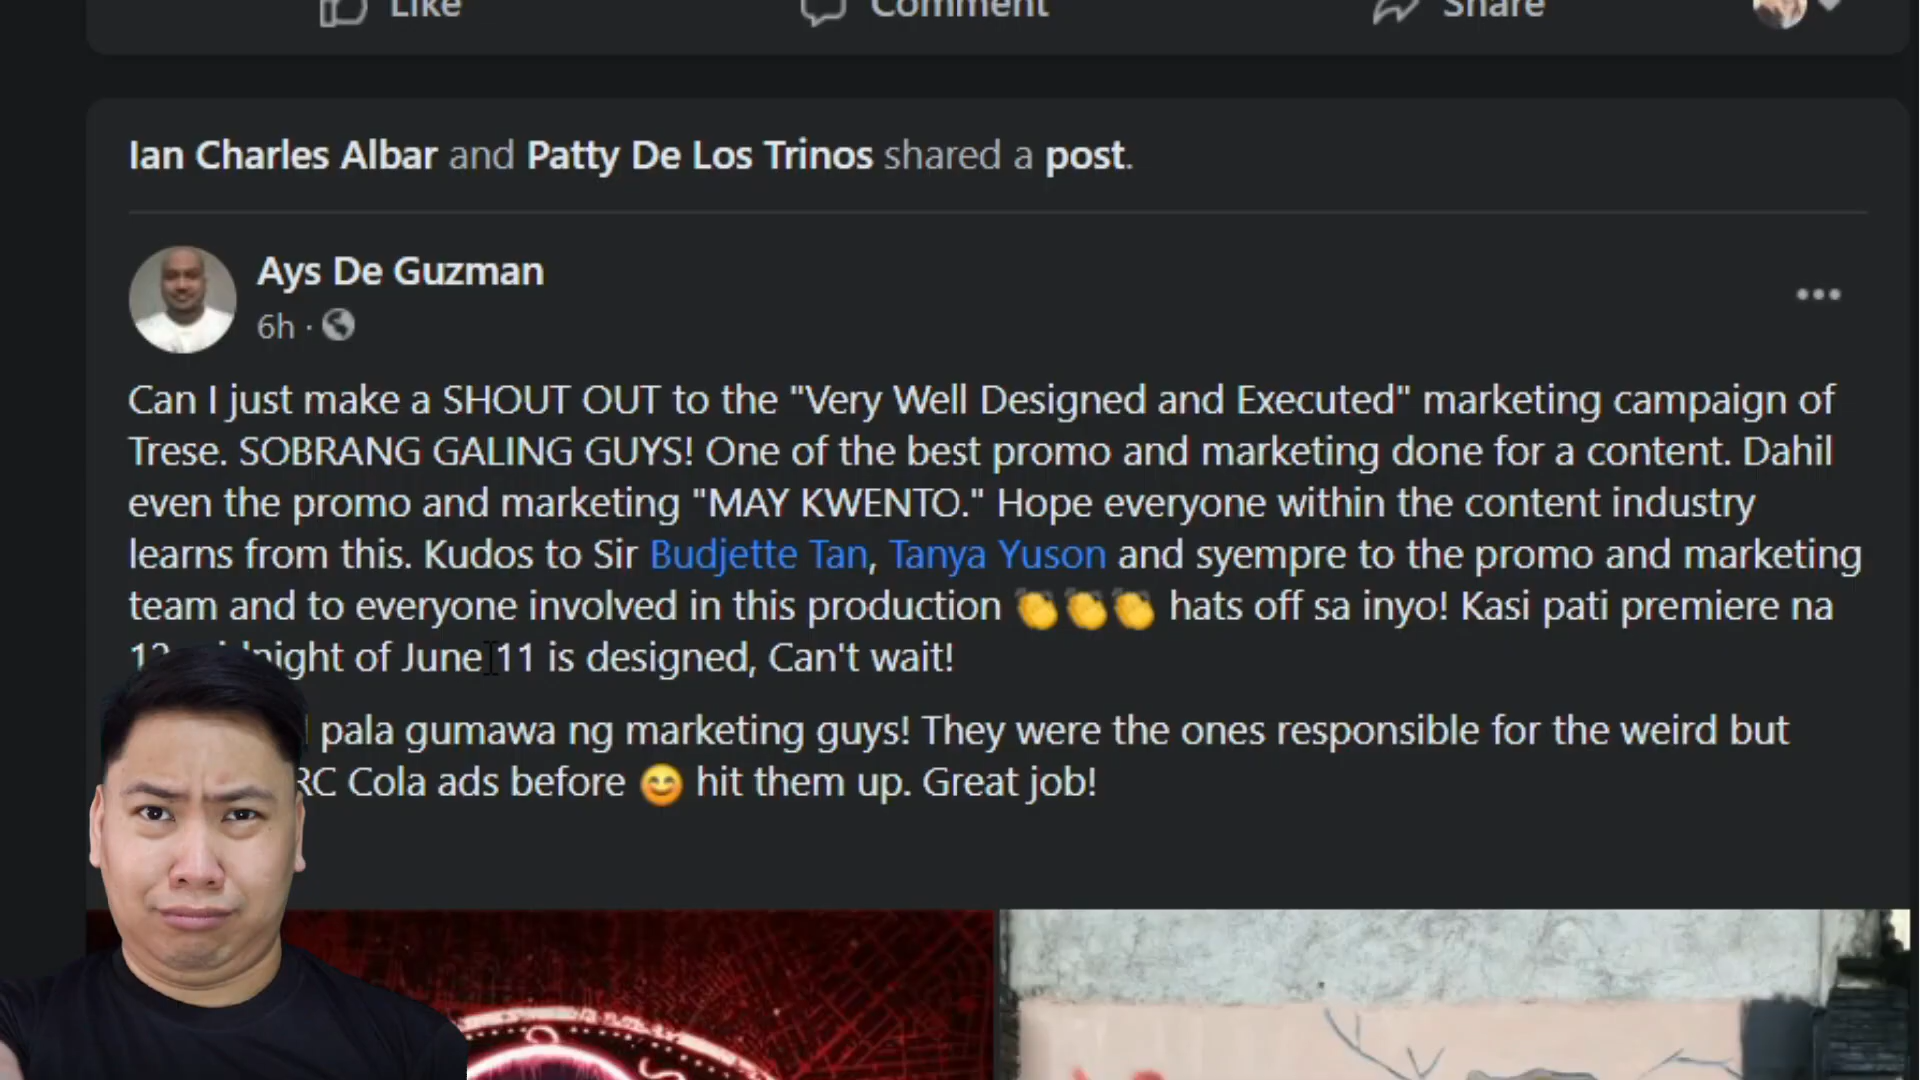 Like Comment Share
Ian Charles Albar and Patty De Los Trinos shared a post.
Ays De Guzman
6h ·
Can I just make a SHOUT OUT to the "Very Well Designed and Executed" marketing campaign of
Trese. SOBRANG GALING GUYS! One of the best promo and marketing done for a content. Dahil
even the promo and marketing "MAY KWENTO." Hope everyone within the content industry
learns from this. Kudos to Sir Budjette Tan, Tanya Yuson and syempre to the promo and marketing
team and to everyone involved in this production 👏👏👏 hats off sa inyo! Kasi pati premiere na
of June 11 is designed, Can't wait!
pala gumawa ng marketing guys! They were the ones responsible for the weird but
RC Cola ads before 😊 hit them up. Great job!